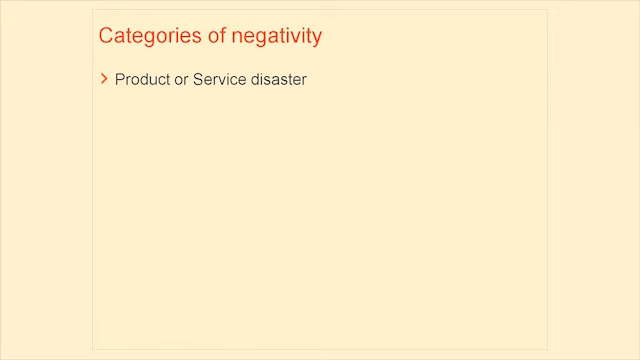 Categories of negativity
Product or Service disaster